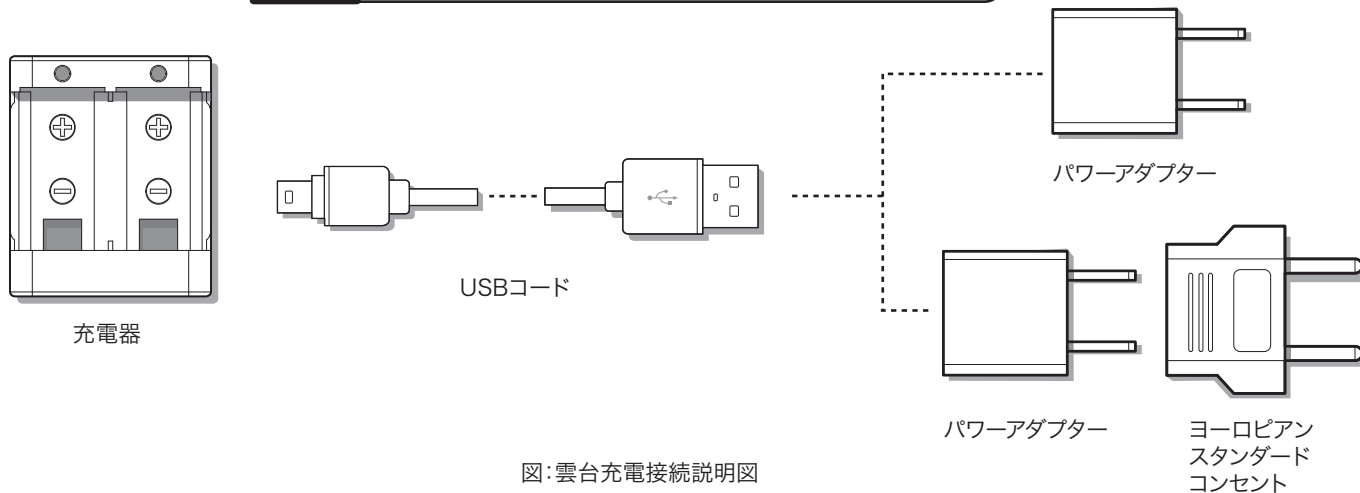 パワーアダプター
USBコード
充電器
パワーアダプター
ヨーロピアン
スタンダード
コンセント
図:雲台充電接続説明図